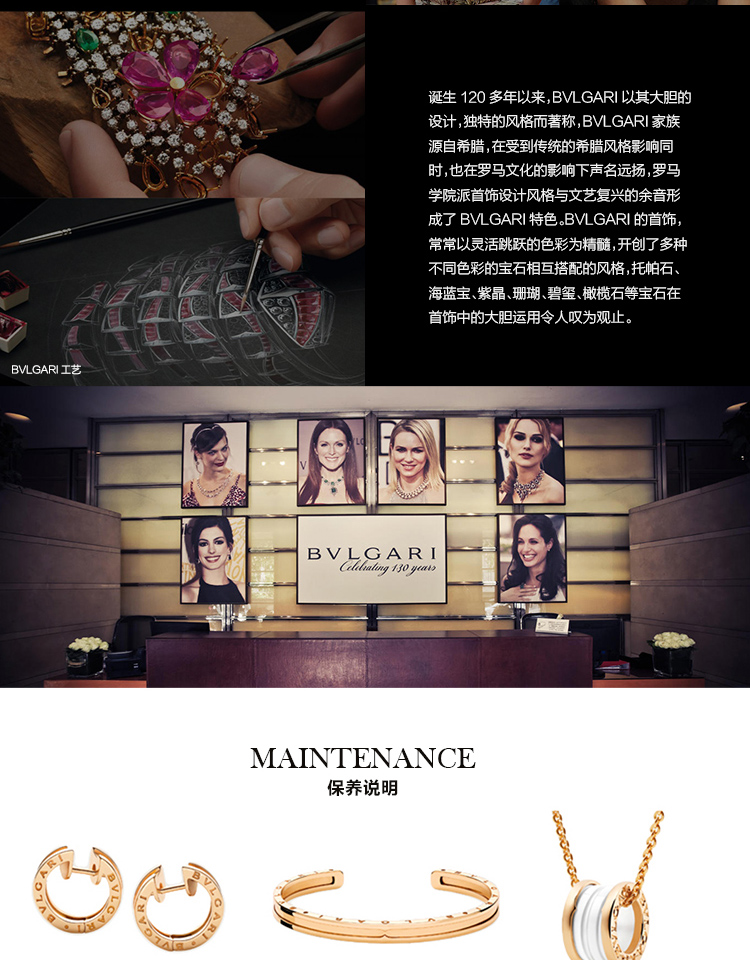 诞生 120 多年以来，BVLGARI 以其大胆的
设计，独特的风格而著称，BVLGARI 家族
源自希腊，在受到传统的希腊风格影响同
时，也在罗马文化的影响下声名远扬，罗马
学院派首饰设计风格与文艺复兴的余音形
成了 BVLGARI 特色。BVLGARI 的首饰，
常常以灵活跳跃的色彩为精髓，开创了多种
不同色彩的宝石相互搭配的风格，托帕石、
海蓝宝、紫晶、珊瑚、碧玺、橄榄石等宝石在
首饰中的大胆运用令人叹为观止。
BVLGARI 工艺
BVLGARI
Celebrating 130 years
MAINTENANCE
保养说明
BVLGARI
BVLGARI
BVLGARI
BVLGARI